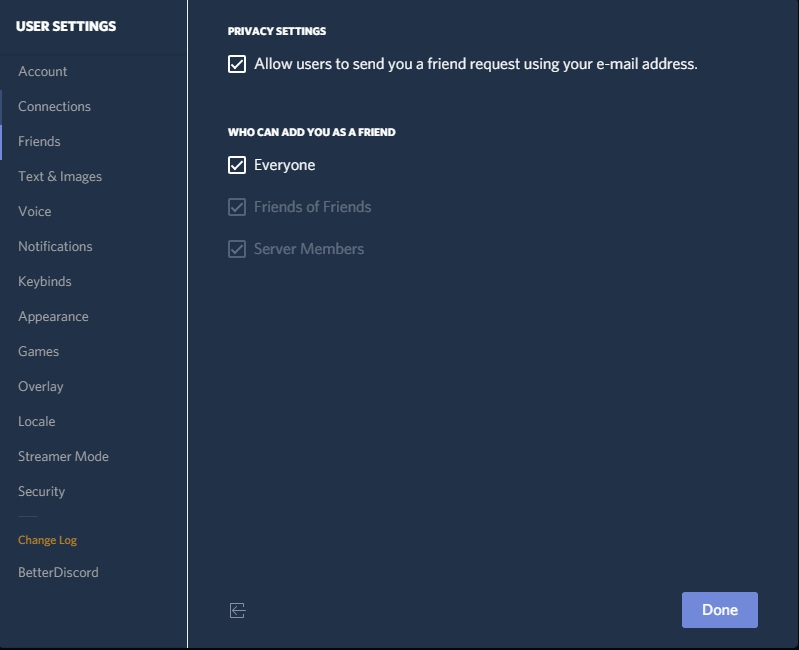 USER SETTINGS
Account
Connections
Friends
Text & Images
Voice
Notifications
Keybinds
Appearance
Games
Overlay
Locale
Streamer Mode
Security
Change Log
BetterDiscord
PRIVACY SETTINGS
Allow users to send you a friend request using your e-mail address.
WHO CAN ADD YOU AS A FRIEND
Everyone
Friends of Friends
Server Members
Done